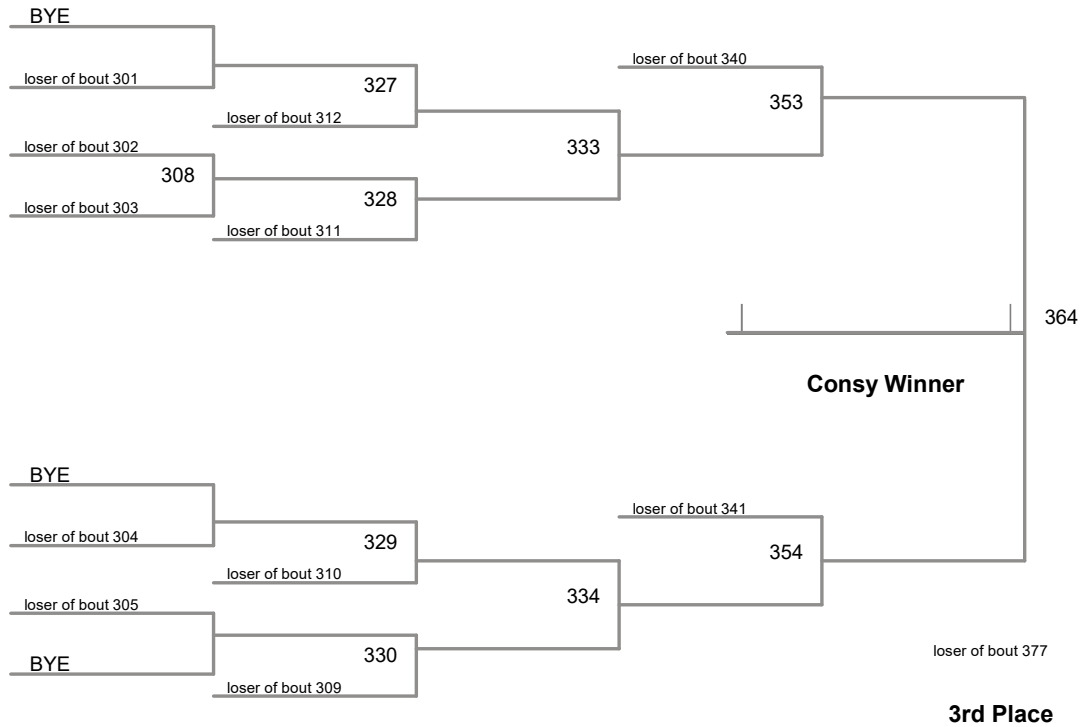 BYE
loser of bout 301
327
loser of bout 312
loser of bout 302
308
loser of bout 303
328
loser of bout 311
333
loser of bout 340
353
364
Consy Winner
BYE
loser of bout 304
329
loser of bout 310
loser of bout 305
BYE
330
loser of bout 309
334
loser of bout 341
354
loser of bout 377
3rd Place